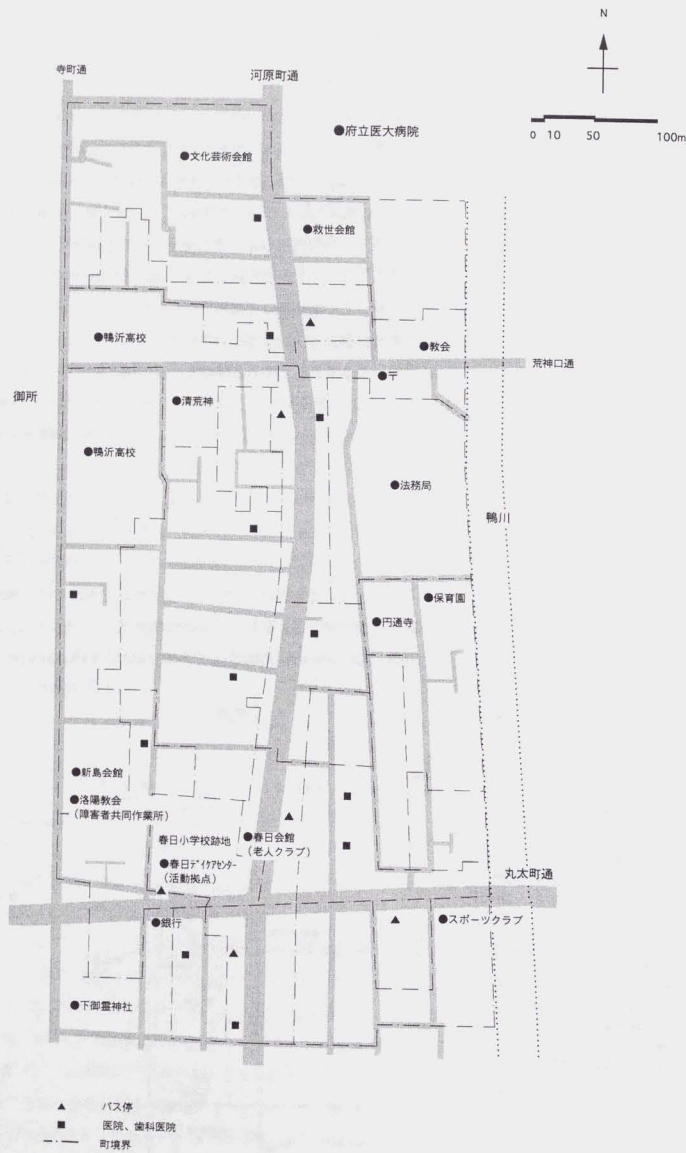 N
0 10 50 100m
寺町通
河原町通
●府立医大病院
●文化芸術会館
●救世会館
●鴨沂高校
●教会
荒神口通
●〒
御所
●清荒神
●鴨沂高校
●法務局
鴨川
●保育園
●円通寺
●新島会館
●洛陽教会
(障害者共同作業所)
春日小学校跡地
●春日会館
(老人クラブ)
●春日デイケアセンター
(活動拠点)
丸太町通
●銀行
●スポーツクラブ
●下御霊神社
▲ バス停
■ 医院、歯科医院
町境界